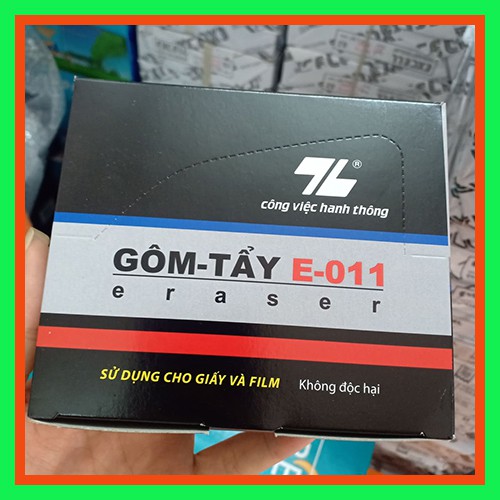 TL®
công việc hanh thông
GÔM-TẨY E-011
eraser
SỬ DỤNG CHO GIẤY VÀ FILM Không độc hại